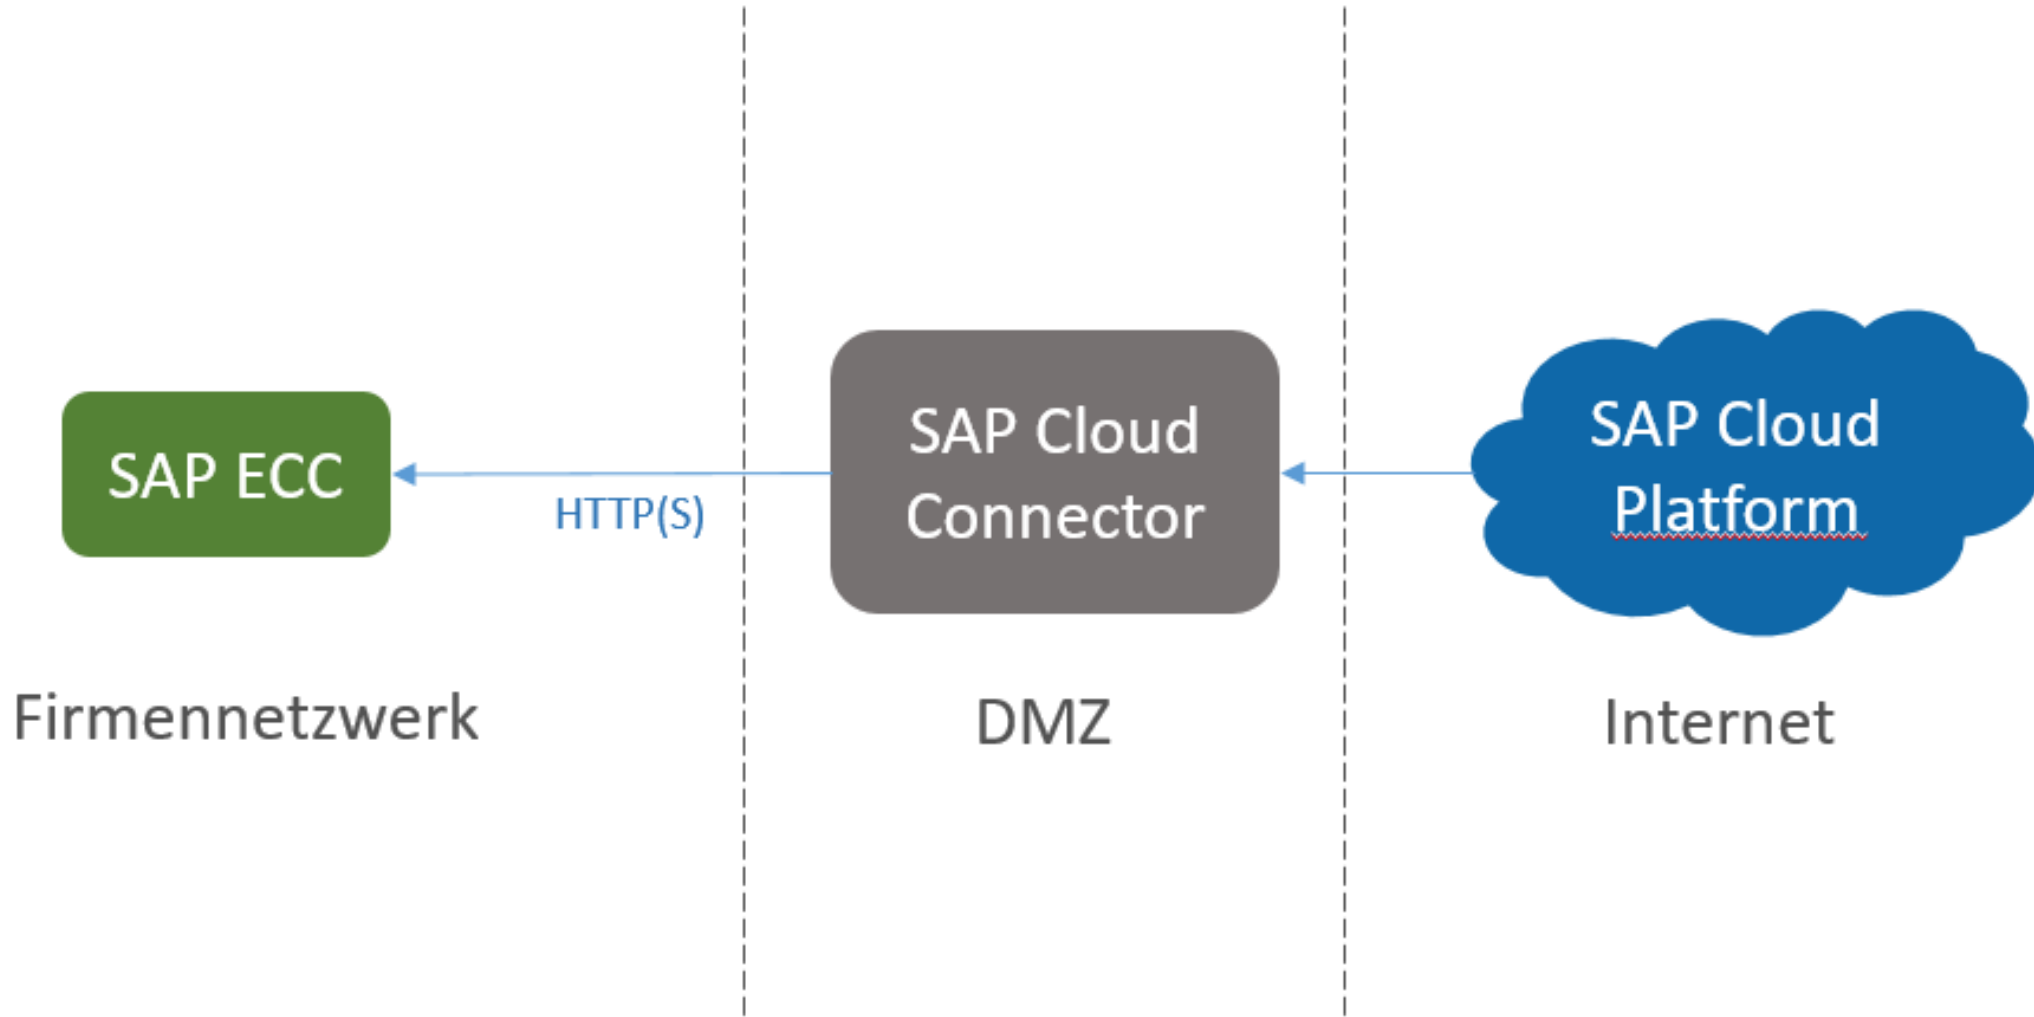 SAP ECC
HTTP(S)
SAP Cloud
Connector
SAP Cloud
Platform
Firmennetzwerk
DMZ
Internet